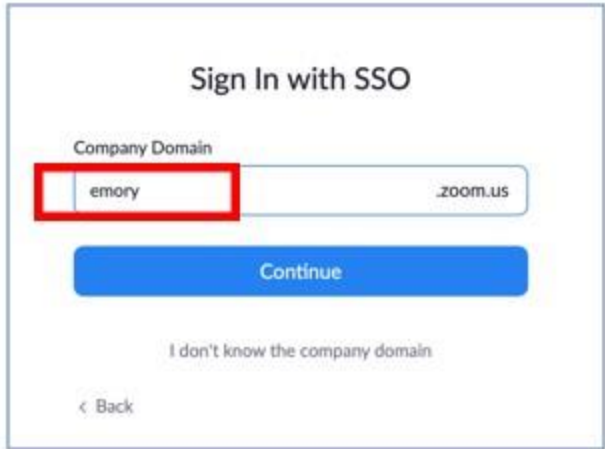 Sign In with SSO
Company Domain
emory .zoom.us
Continue
I don't know the company domain
< Back